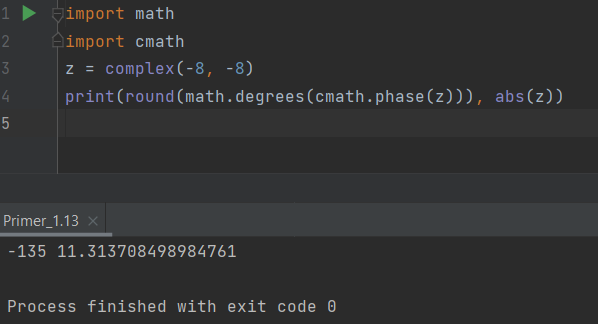 1 import math
2 import cmath
3 z = complex(-8, -8)
4 print(round(math.degrees(cmath.phase(z))), abs(z))
5
Primer_1.13 ×
-135 11.313708498984761
Process finished with exit code 0